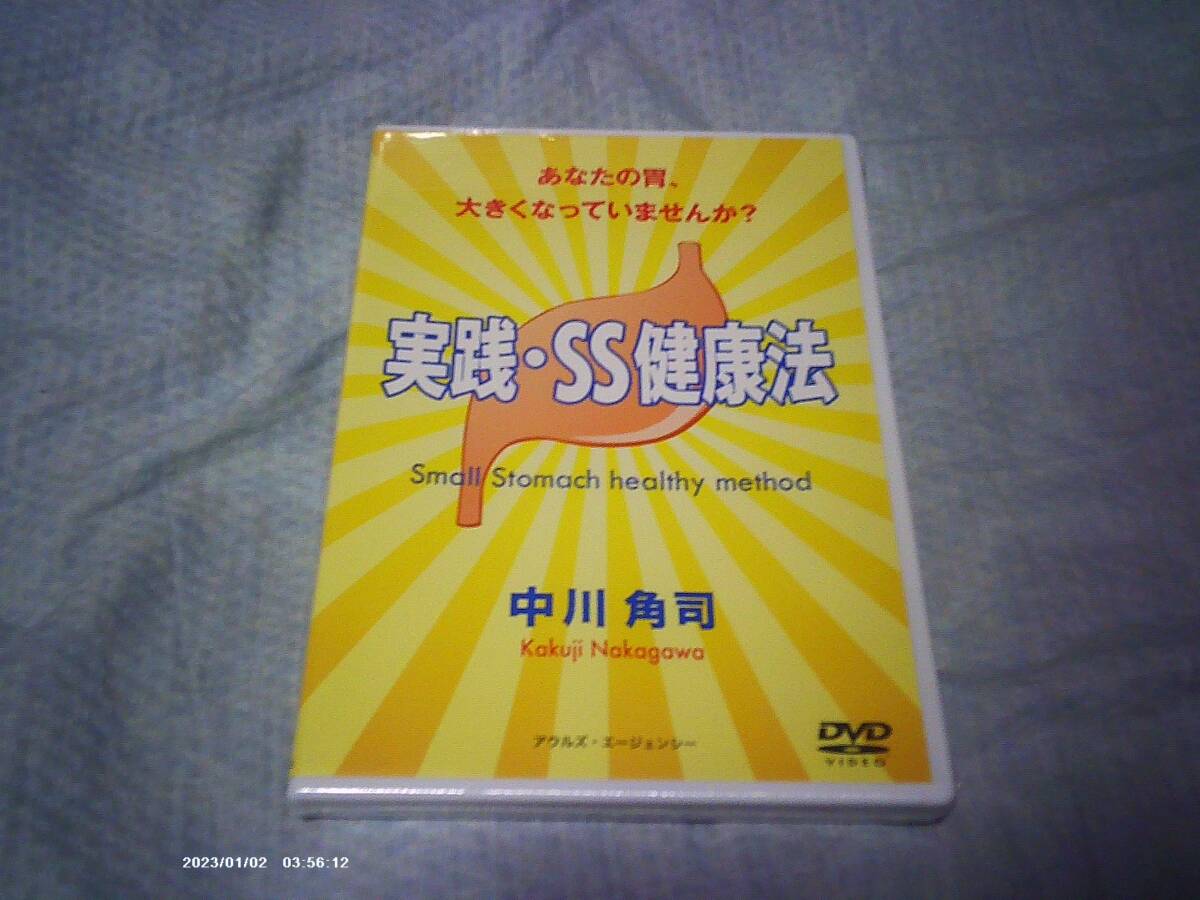 あなたの胃、
大きくなっていませんか?
実践・SS健康法
Small Stomach healthy method
中川 角司
Kakuji Nakagawa
アウルズ・エージェンシー
DVD
VIDEO
2023/01/02 03:56:12